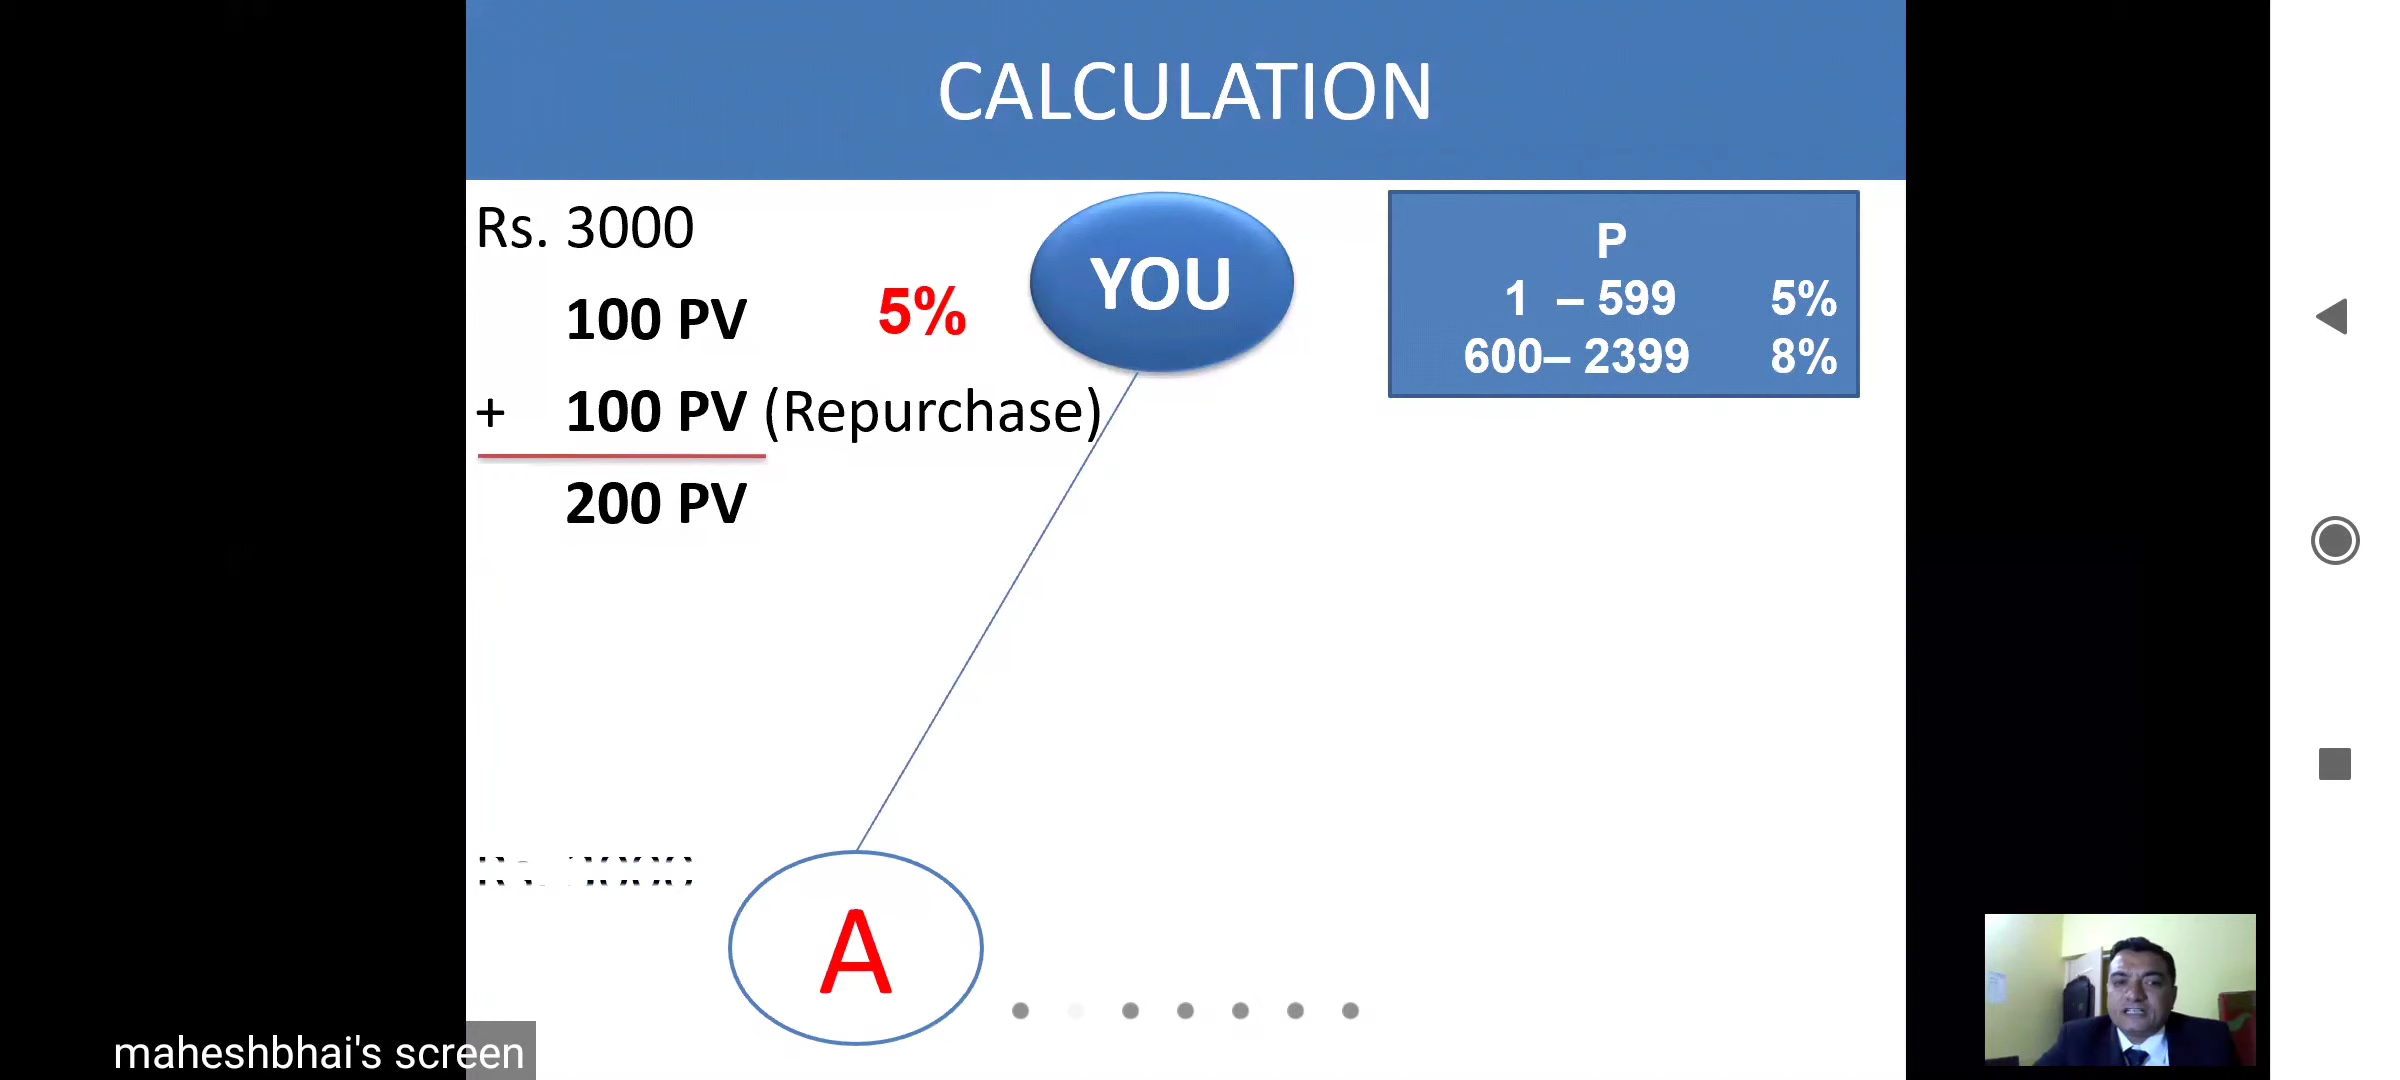 CALCULATION
Rs. 3000
100 PV 5%
+ 100 PV (Repurchase)
200 PV
YOU
P
1 – 599 5%
600– 2399 8%
A
maheshbhai's screen